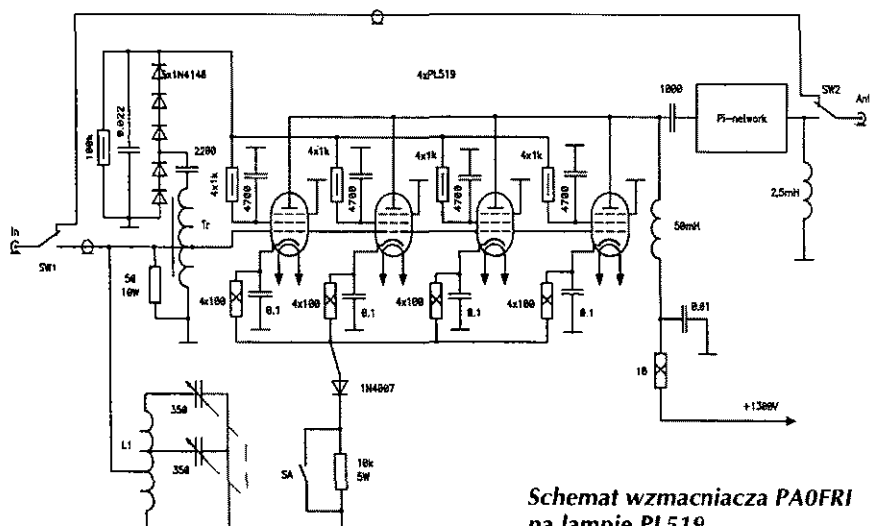 5x1N4148
4xPL519
1000
SW2
Ant
Pi-network
100k
0.022
2200
4x1k
4700
4x1k
4700
4x1k
4700
4x1k
4700
2,5mH
50mH
In
SW1
Tr
50
10W
4x100
0.1
4x100
0.1
4x100
0.1
4x100
0.1
0.01
10
+1300V
1N4007
350
L1
350
SA
10k
5W
Schemat wzmacniacza PA0FRI
na lampie PL519